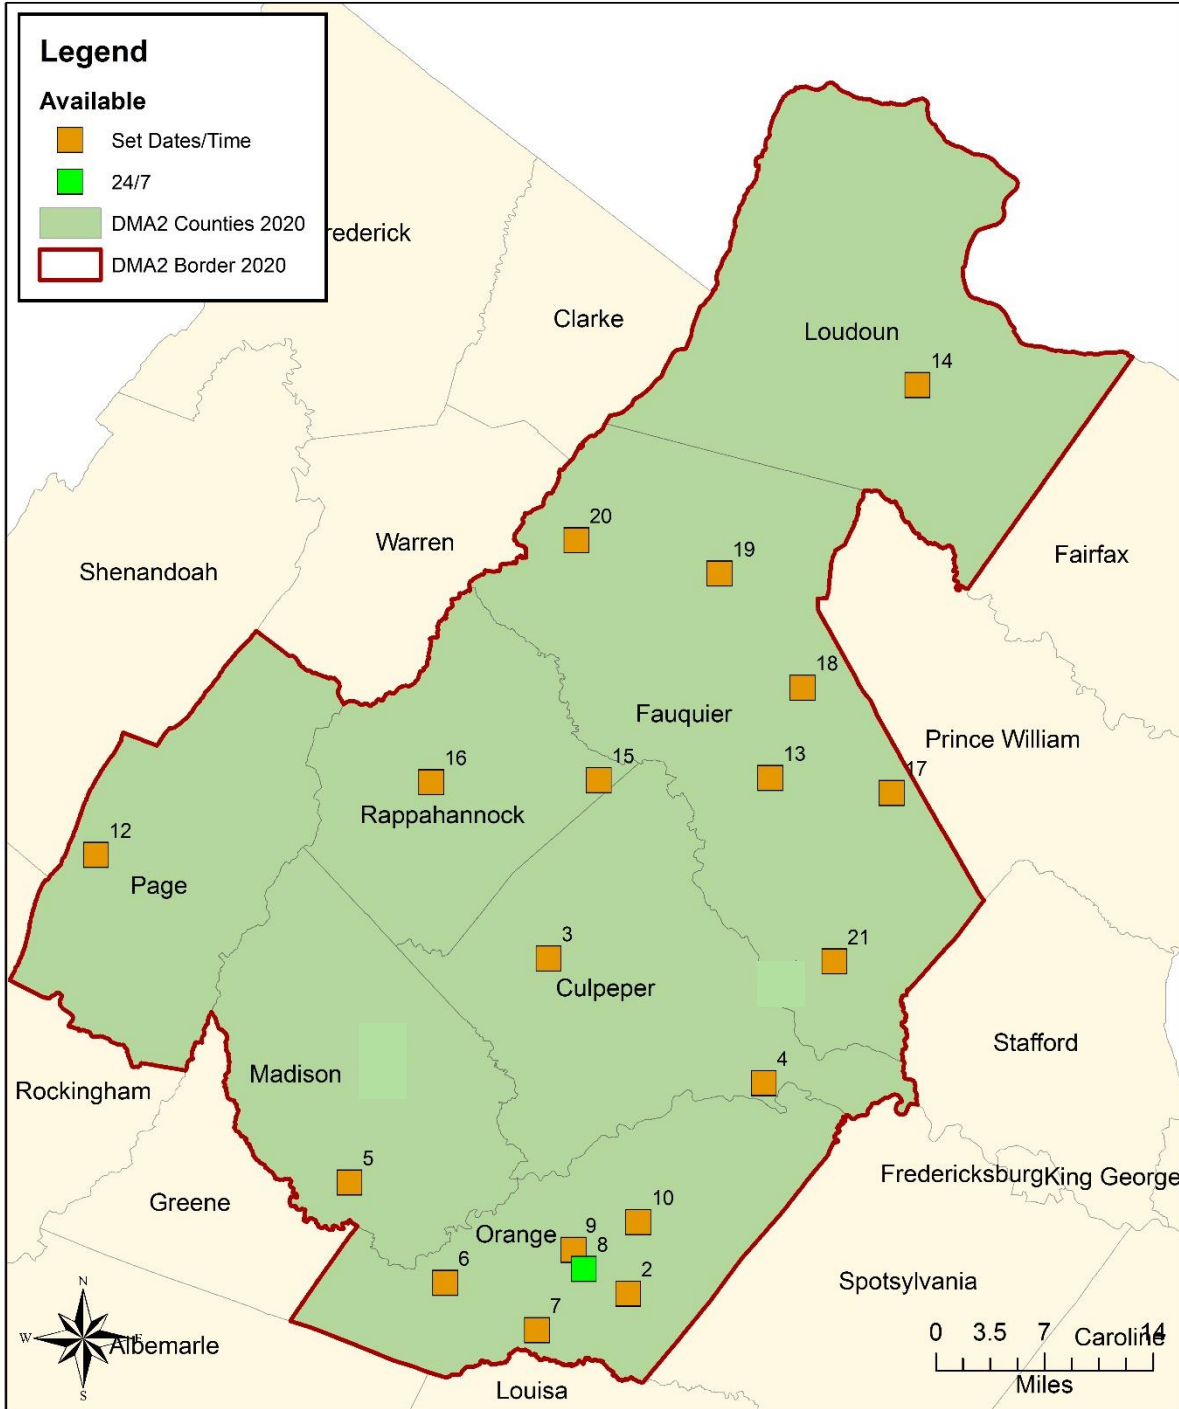 Legend
Available
Set Dates/Time
24/7
DMA2 Counties 2020
DMA2 Border 2020
rederick
Clarke
Loudoun
14
20
Warren
19
Fairfax
Shenandoah
18
Fauquier
Prince William
16
15
13
17
Rappahannock
12
Page
3
21
Culpeper
Stafford
4
Madison
Rockingham
5
Fredericksburg
King George
Greene
10
Orange
9
8
6
2
Spotsylvania
7
N
W
E
S
Albemarle
0 3.5 7 14
Caroline
Miles
Louisa